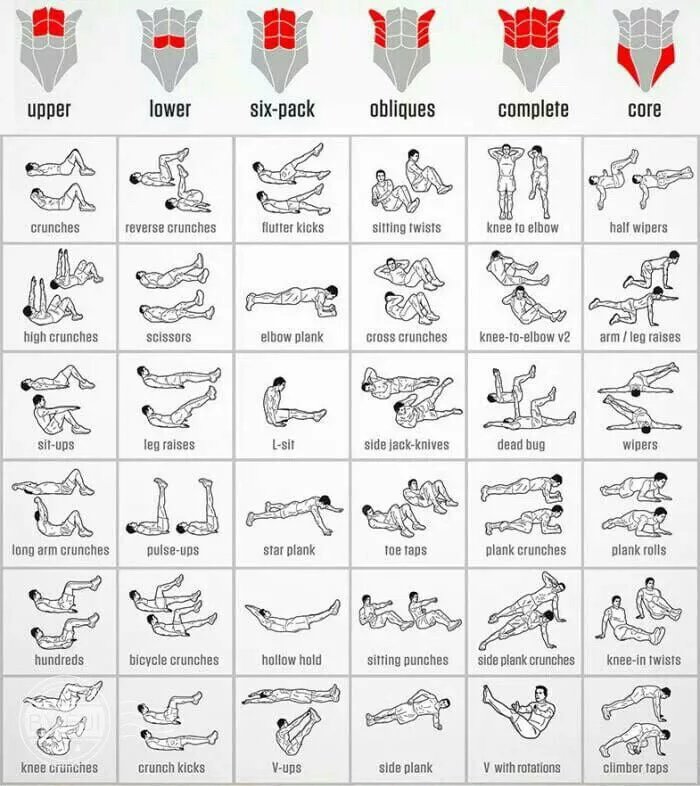 upper
lower
six-pack
obliques
complete
core
crunches
reverse crunches
flutter kicks
sitting twists
knee to elbow
half wipers
high crunches
scissors
elbow plank
cross crunches
knee-to-elbow v2
arm / leg raises
sit-ups
leg raises
L-sit
side jack-knives
dead bug
wipers
long arm crunches
pulse-ups
star plank
toe taps
plank crunches
plank rolls
hundreds
bicycle crunches
hollow hold
sitting punches
side plank crunches
knee-in twists
knee crunches
crunch kicks
V-ups
side plank
V with rotations
climber taps